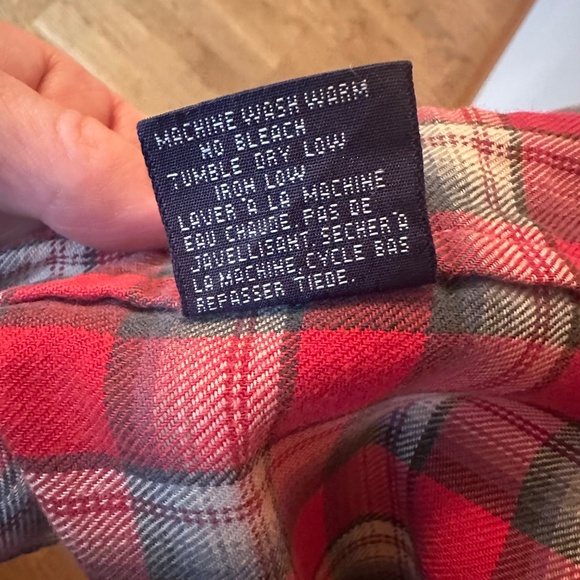 MACHINE WASH WARM
NO BLEACH
TUMBLE DRY LOW
IRON LOW
LAVER A LA MACHINE
EAU CHAUDE. PAS DE
JAVELLISANT. SECHER A
LA MACHINE, CYCLE BAS
REPASSER TIEDE.